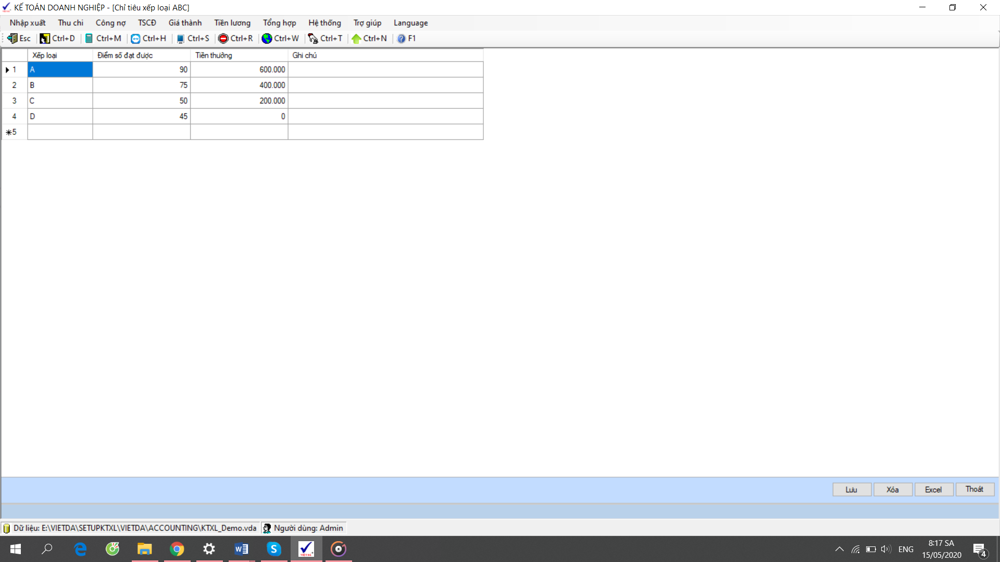 KẾ TOÁN DOANH NGHIỆP - [Chỉ tiêu xếp loại ABC]
Nhập xuất Thu chi Công nợ TSCĐ Giá thành Tiền lương Tổng hợp Hệ thống Trợ giúp Language
Esc Ctrl+D Ctrl+M Ctrl+H Ctrl+S Ctrl+R Ctrl+W Ctrl+T Ctrl+N F1
Xếp loại Điểm số đạt được Tiền thưởng Ghi chú
1 A 90 600.000
2 B 75 400.000
3 C 50 200.000
4 D 45 0
5
Lưu Xóa Excel Thoát
Dữ liệu: E:\VIETDA\SETUPKTXL\VIETDA\ACCOUNTING\KTXL_Demo.vda Người dùng: Admin
ENG
8:17 SA
15/05/2020
4